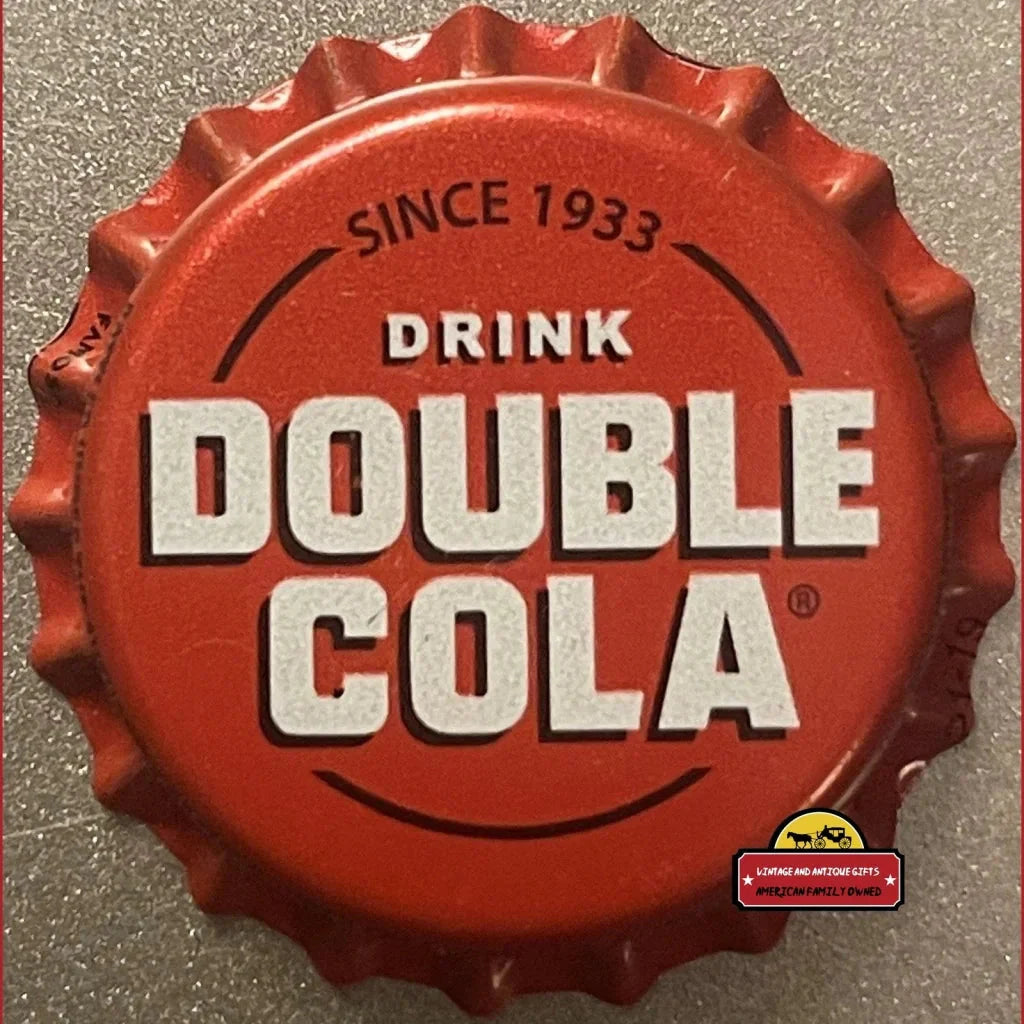 SINCE 1933
DRINK
DOUBLE
COLA®
VINTAGE AND ANTIQUE GIFTS
AMERICAN FAMILY OWNED